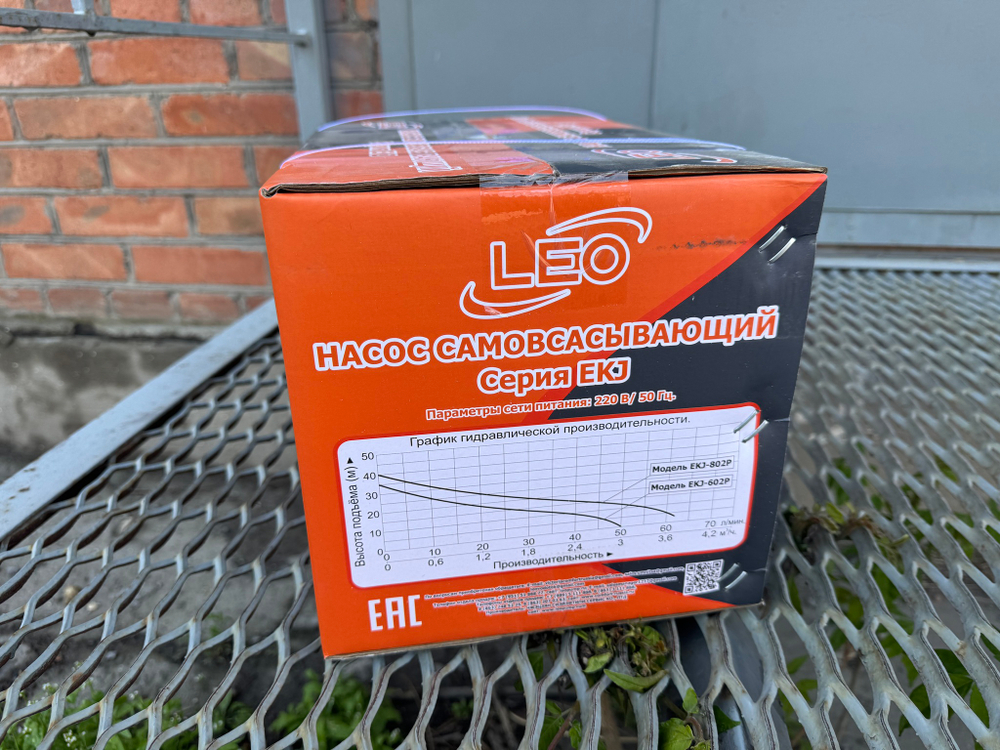 LEO
НАСОС САМОВСАСЫВАЮЩИЙ
Серия EKJ
Параметры сети питания: 220 В/ 50 Гц.
График гидравлической производительности.
Высота подъёма (м)
50
40
30
20
10
0
Модель EKJ-802P
Модель EKJ-602P
0 10 20 30 40 50 60 70 л/мин.
0 0,6 1,2 1,8 2,4 3 3,6 4,2 м³/ч.
Производительность
EAC